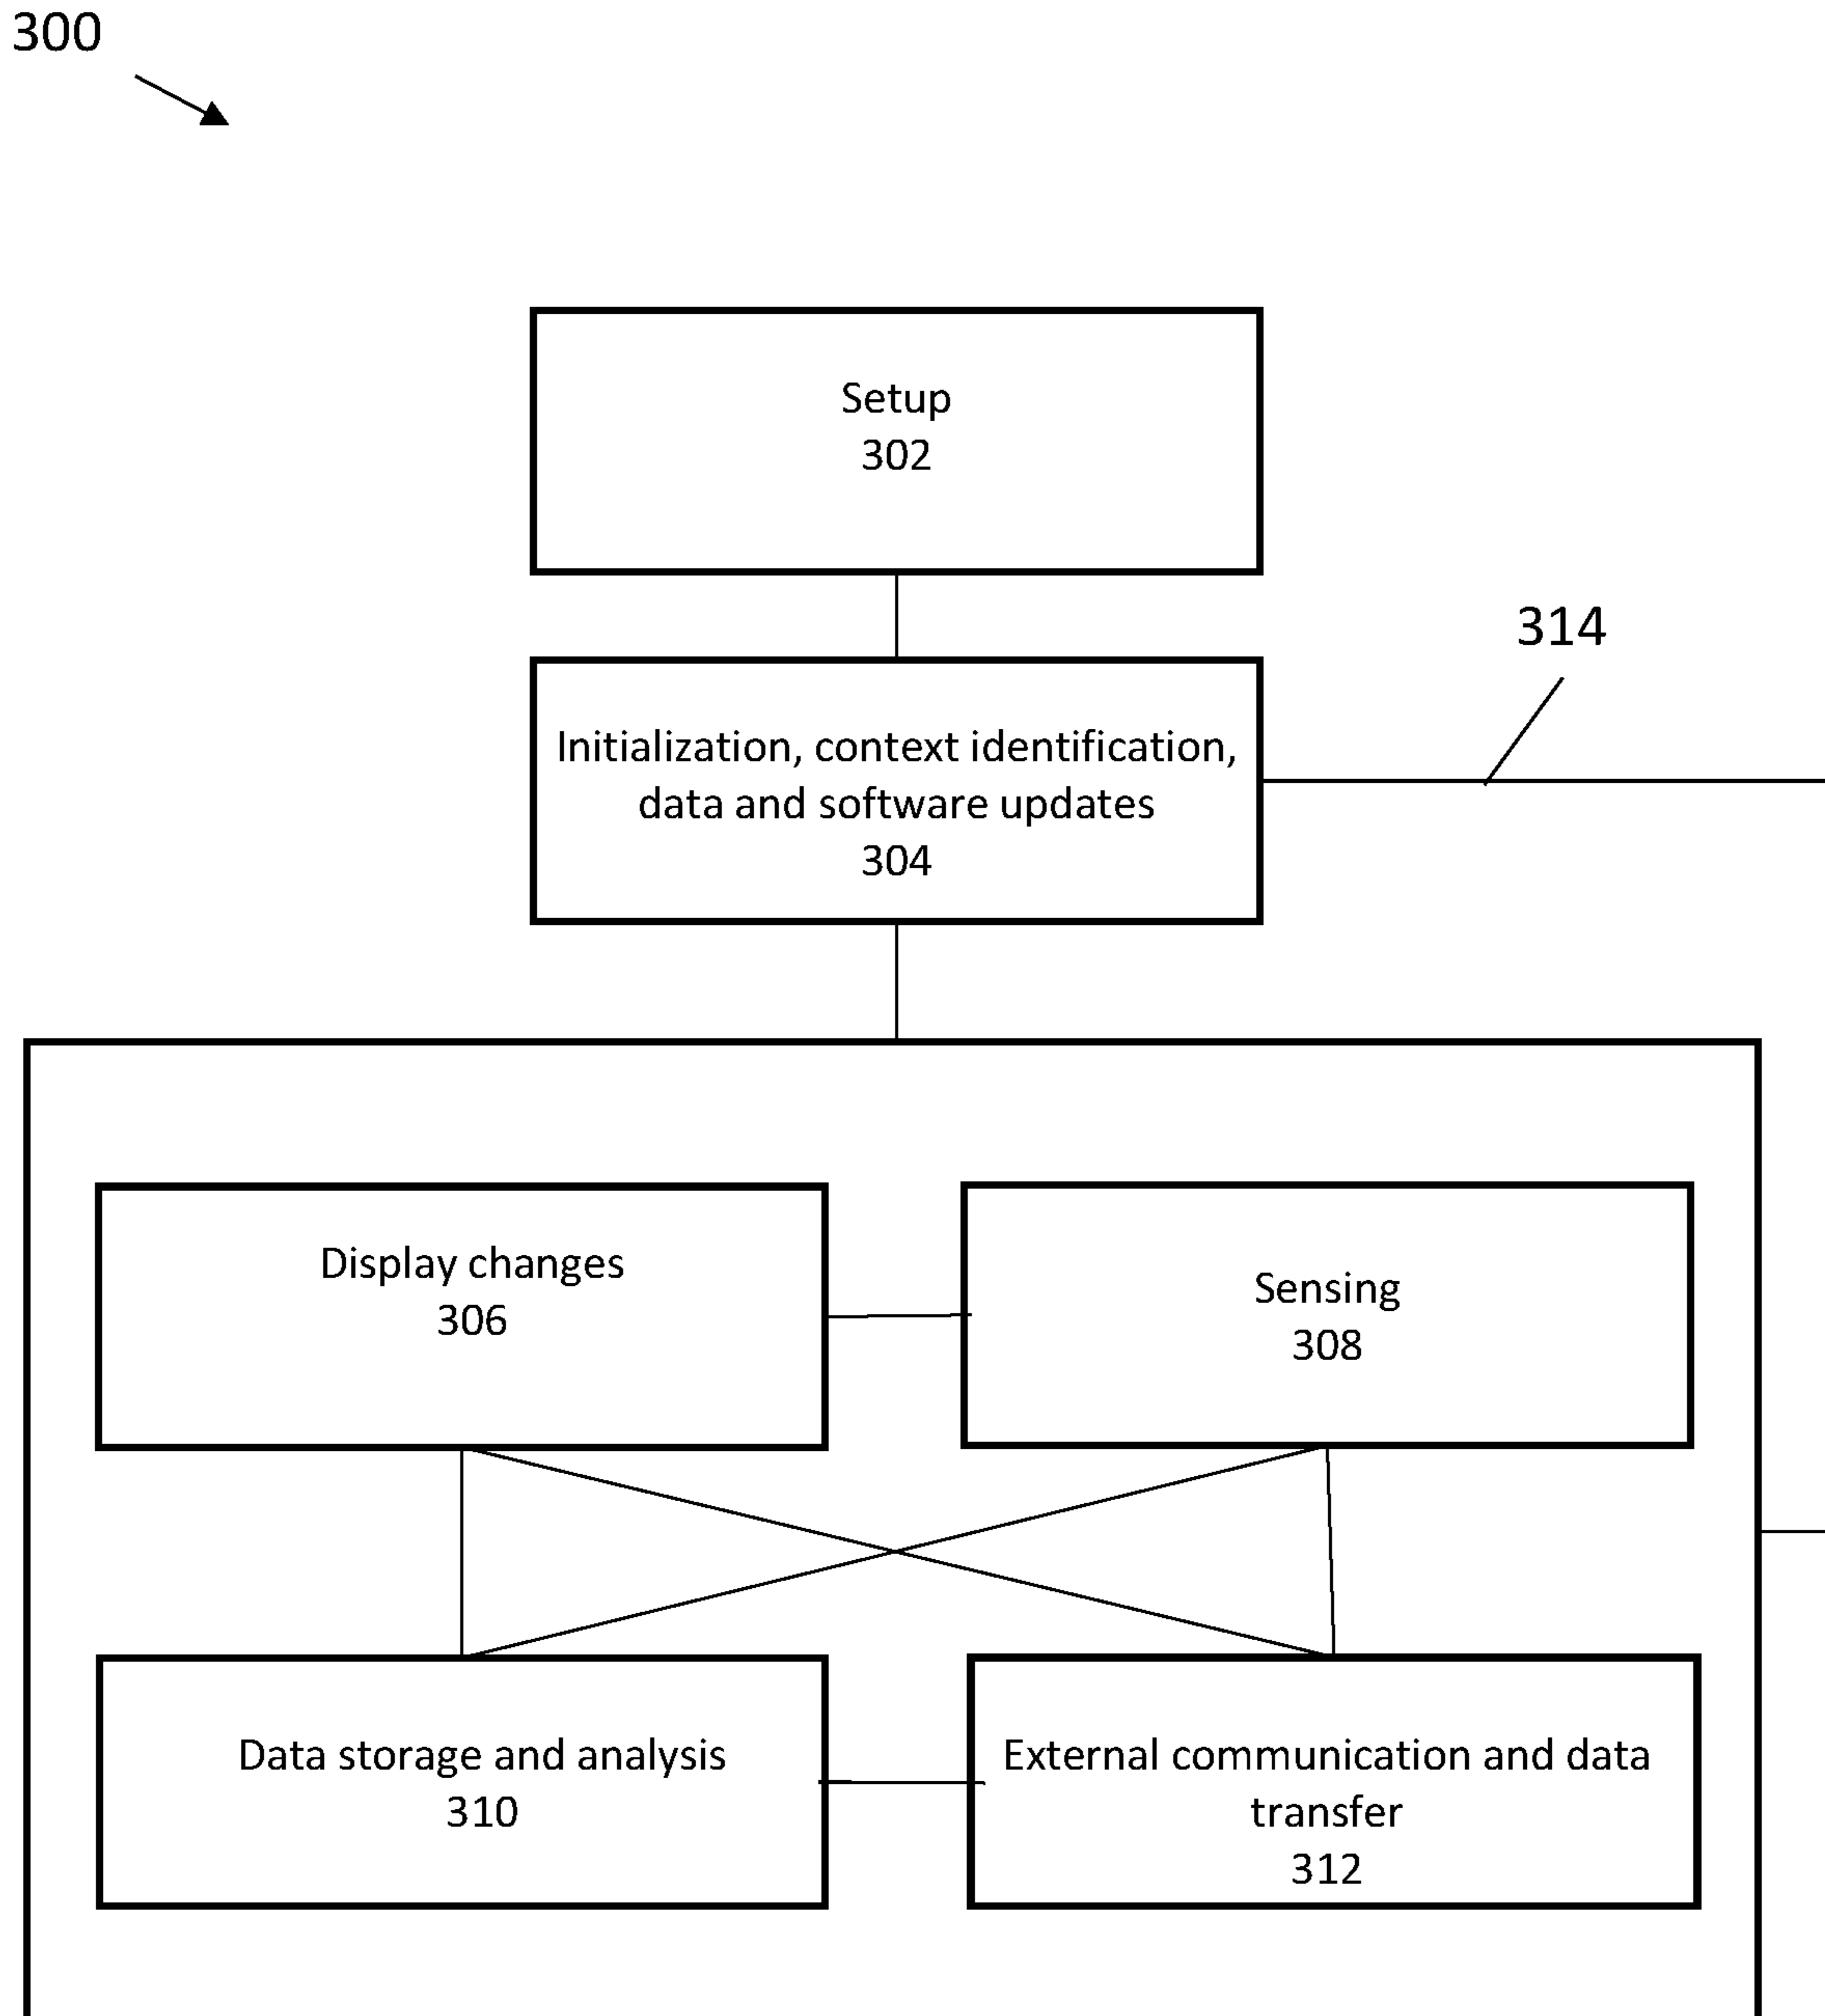 300
Setup
302
314
Initialization, context identification,
data and software updates
304
Display changes
306
Sensing
308
Data storage and analysis
310
External communication and data
transfer
312